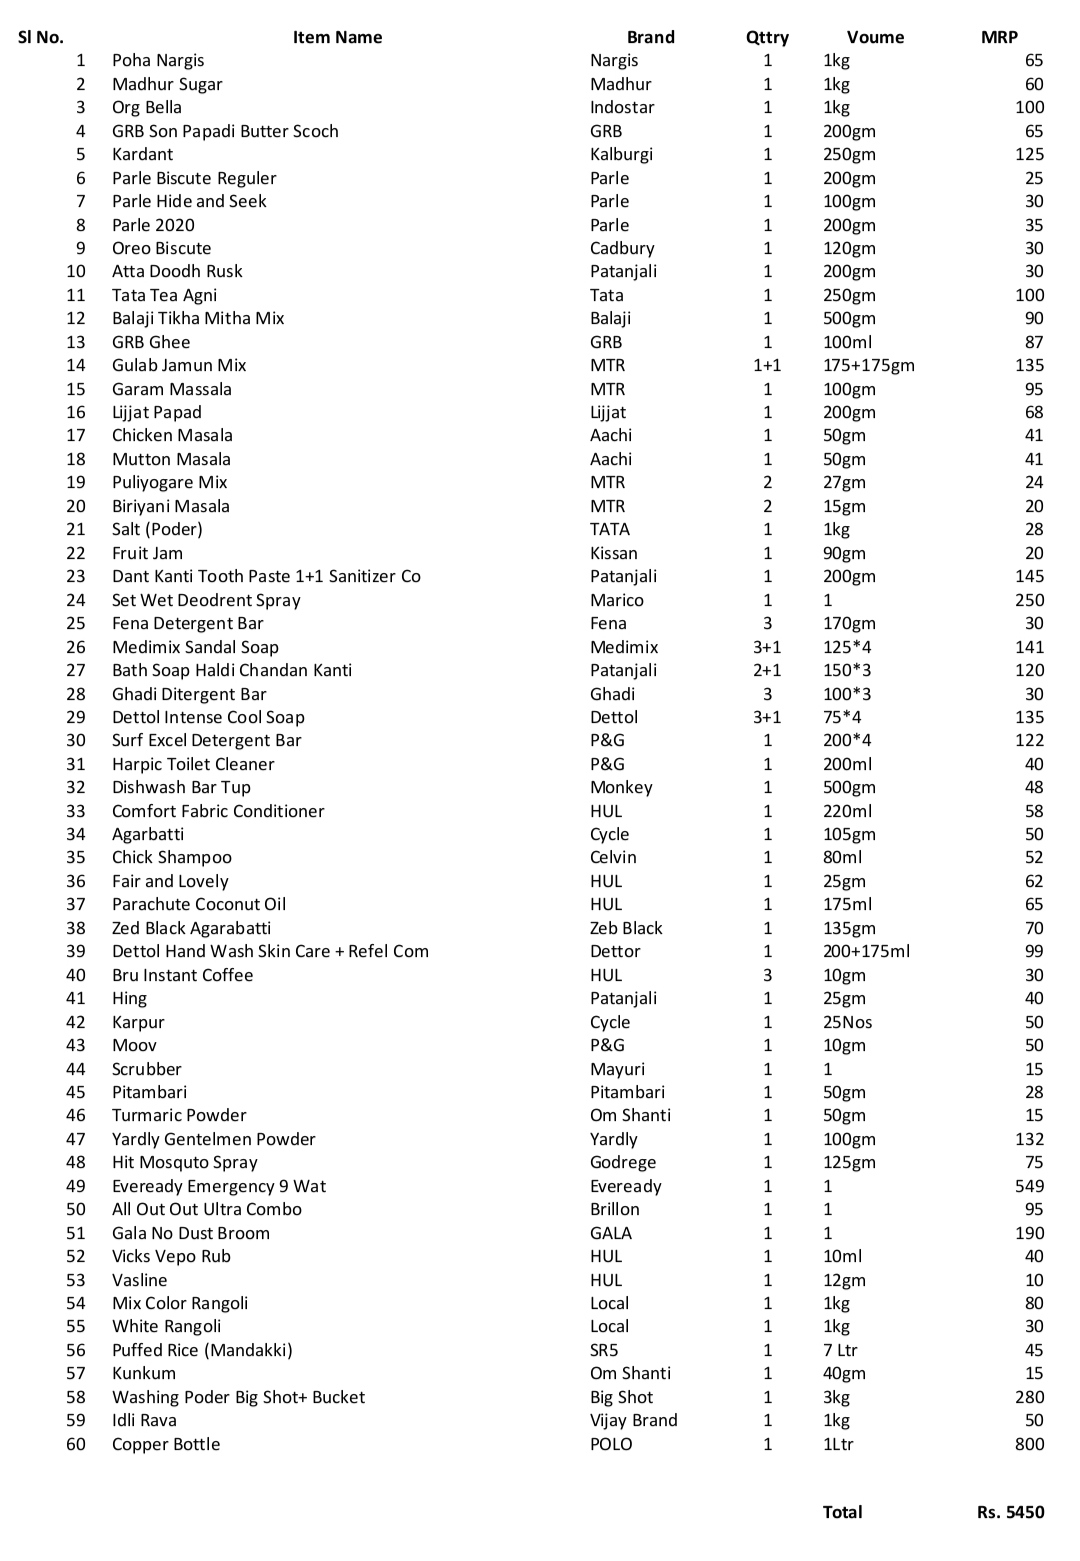 Sl No. Item Name Brand Qttry Voume MRP
1 Poha Nargis Nargis 1 1kg 65
2 Madhur Sugar Madhur 1 1kg 60
3 Org Bella Indostar 1 1kg 100
4 GRB Son Papadi Butter Scoch GRB 1 200gm 65
5 Kardant Kalburgi 1 250gm 125
6 Parle Biscute Reguler Parle 1 200gm 25
7 Parle Hide and Seek Parle 1 100gm 30
8 Parle 2020 Parle 1 200gm 35
9 Oreo Biscute Cadbury 1 120gm 30
10 Atta Doodh Rusk Patanjali 1 200gm 30
11 Tata Tea Agni Tata 1 250gm 100
12 Balaji Tikha Mitha Mix Balaji 1 500gm 90
13 GRB Ghee GRB 1 100ml 87
14 Gulab Jamun Mix MTR 1+1 175+175gm 135
15 Garam Massala MTR 1 100gm 95
16 Lijjat Papad Lijjat 1 200gm 68
17 Chicken Masala Aachi 1 50gm 41
18 Mutton Masala Aachi 1 50gm 41
19 Puliyogare Mix MTR 2 27gm 24
20 Biriyani Masala MTR 2 15gm 20
21 Salt (Poder) TATA 1 1kg 28
22 Fruit Jam Kissan 1 90gm 20
23 Dant Kanti Tooth Paste 1+1 Sanitizer Co Patanjali 1 200gm 145
24 Set Wet Deodrent Spray Marico 1 1 250
25 Fena Detergent Bar Fena 3 170gm 30
26 Medimix Sandal Soap Medimix 3+1 125*4 141
27 Bath Soap Haldi Chandan Kanti Patanjali 2+1 150*3 120
28 Ghadi Ditergent Bar Ghadi 3 100*3 30
29 Dettol Intense Cool Soap Dettol 3+1 75*4 135
30 Surf Excel Detergent Bar P&G 1 200*4 122
31 Harpic Toilet Cleaner P&G 1 200ml 40
32 Dishwash Bar Tup Monkey 1 500gm 48
33 Comfort Fabric Conditioner HUL 1 220ml 58
34 Agarbatti Cycle 1 105gm 50
35 Chick Shampoo Celvin 1 80ml 52
36 Fair and Lovely HUL 1 25gm 62
37 Parachute Coconut Oil HUL 1 175ml 65
38 Zed Black Agarabatti Zeb Black 1 135gm 70
39 Dettol Hand Wash Skin Care + Refel Com Dettor 1 200+175ml 99
40 Bru Instant Coffee HUL 3 10gm 30
41 Hing Patanjali 1 25gm 40
42 Karpur Cycle 1 25Nos 50
43 Moov P&G 1 10gm 50
44 Scrubber Mayuri 1 1 15
45 Pitambari Pitambari 1 50gm 28
46 Turmaric Powder Om Shanti 1 50gm 15
47 Yardly Gentelmen Powder Yardly 1 100gm 132
48 Hit Mosquto Spray Godrege 1 125gm 75
49 Eveready Emergency 9 Wat Eveready 1 1 549
50 All Out Out Ultra Combo Brillon 1 1 95
51 Gala No Dust Broom GALA 1 1 190
52 Vicks Vepo Rub HUL 1 10ml 40
53 Vasline HUL 1 12gm 10
54 Mix Color Rangoli Local 1 1kg 80
55 White Rangoli Local 1 1kg 30
56 Puffed Rice (Mandakki) SR5 1 7 Ltr 45
57 Kunkum Om Shanti 1 40gm 15
58 Washing Poder Big Shot+ Bucket Big Shot 1 3kg 280
59 Idli Rava Vijay Brand 1 1kg 50
60 Copper Bottle POLO 1 1Ltr 800
Total Rs. 5450